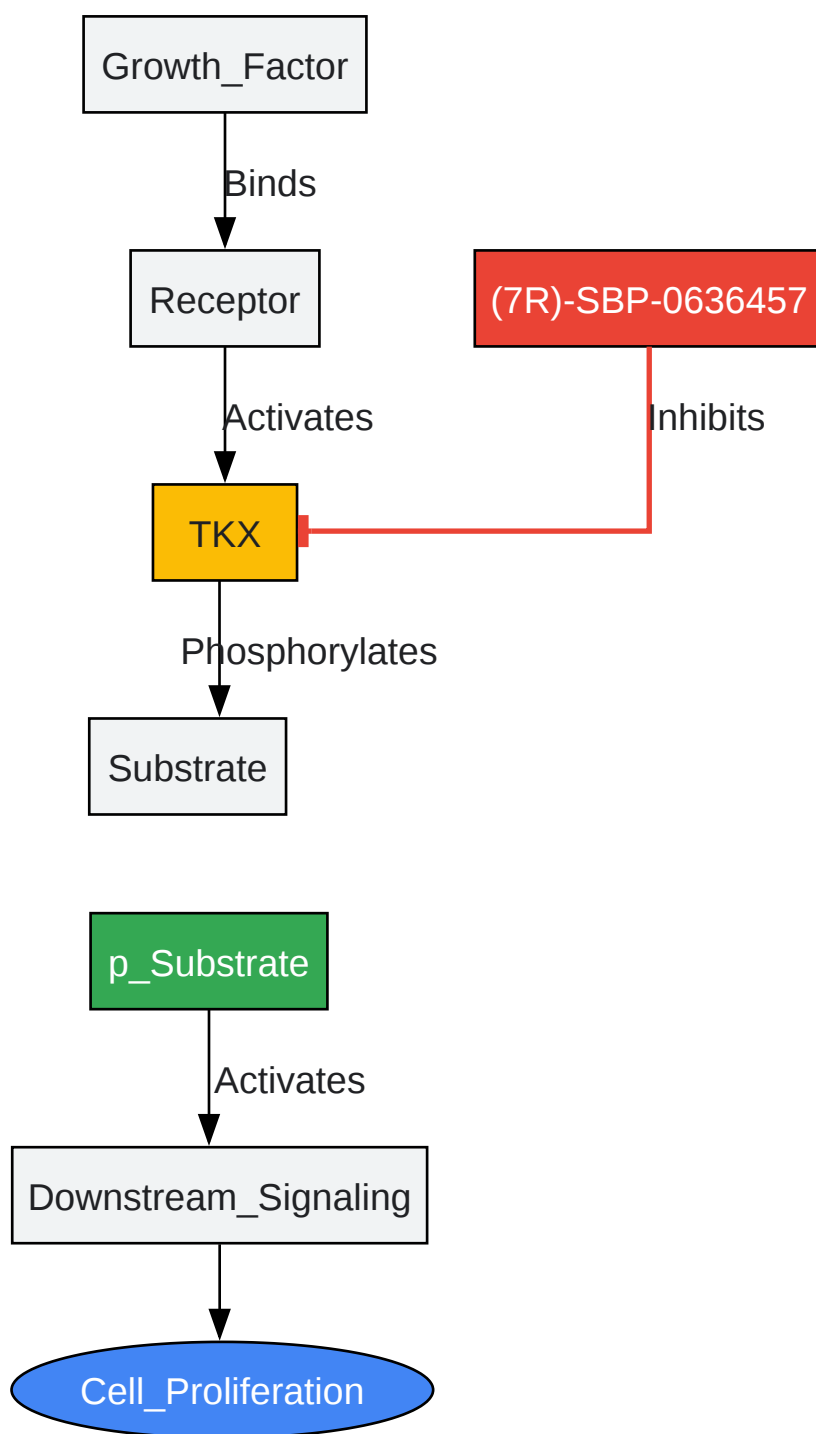 Growth_Factor
Binds
Receptor
(7R)-SBP-0636457
Activates
Inhibits
TKX
Phosphorylates
Substrate
p_Substrate
Activates
Downstream_Signaling
Cell_Proliferation